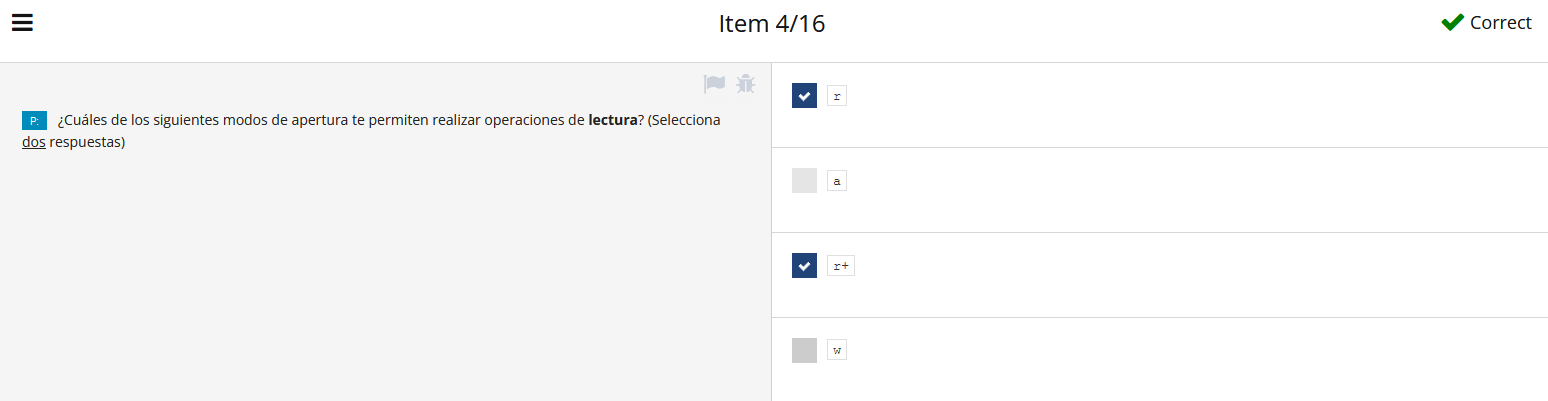 Item 4/16
Correct
P: ¿Cuáles de los siguientes modos de apertura te permiten realizar operaciones de lectura? (Selecciona
dos respuestas)
r
a
r+
w